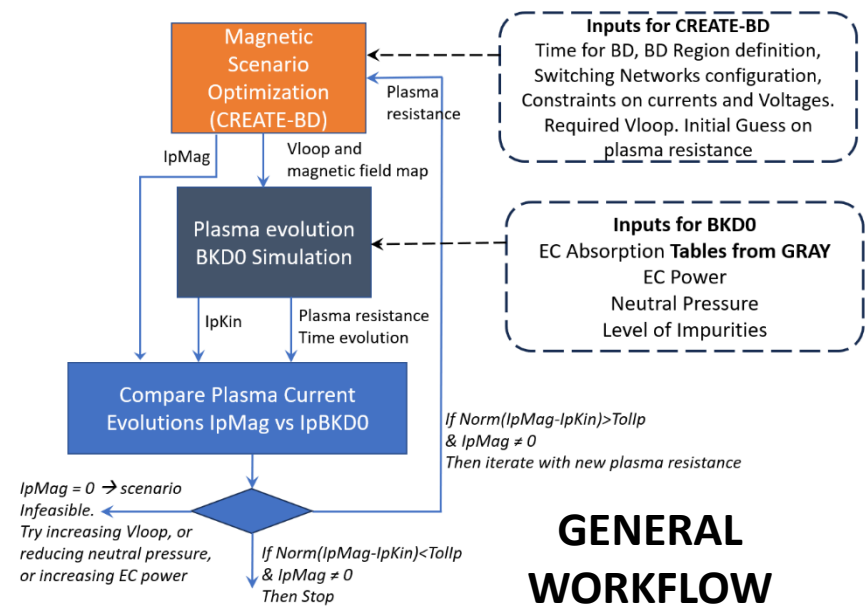 Magnetic
Scenario
Optimization
(CREATE-BD)
Inputs for CREATE-BD
Time for BD, BD Region definition,
Switching Networks configuration,
Constraints on currents and Voltages.
Required Vloop. Initial Guess on
plasma resistance
Plasma
resistance
IpMag
Vloop and
magnetic field map
Plasma evolution
BKD0 Simulation
Inputs for BKD0
EC Absorption Tables from GRAY
EC Power
Neutral Pressure
Level of Impurities
IpKin
Plasma resistance
Time evolution
Compare Plasma Current
Evolutions IpMag vs IpBKD0
If Norm(IpMag-IpKin)>TolIp
& IpMag ≠ 0
Then iterate with new plasma resistance
IpMag = 0 → scenario
Infeasible.
Try increasing Vloop, or
reducing neutral pressure,
or increasing EC power
If Norm(IpMag-IpKin)<TolIp
& IpMag ≠ 0
Then Stop
GENERAL
WORKFLOW